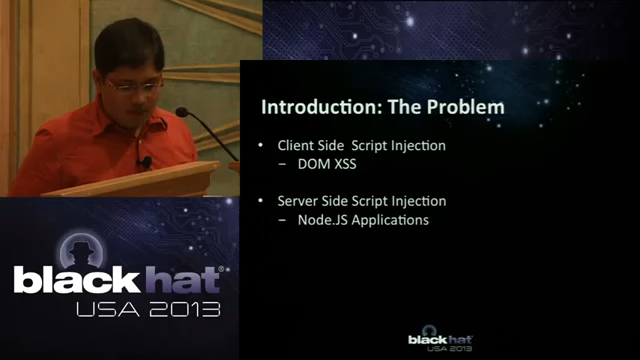 Introduction: The Problem
• Client Side Script Injection
– DOM XSS
• Server Side Script Injection
– Node.JS Applications
black hat®
USA 2013
black hat®
USA 2013